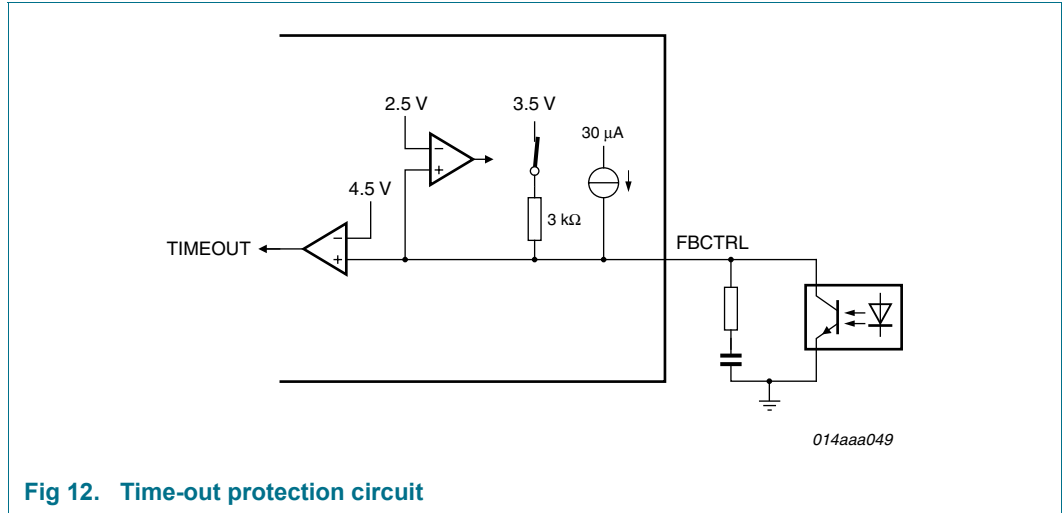 2.5 V
3.5 V
30 μA
4.5 V
3 kΩ
TIMEOUT
FBCTRL
014aaa049
Fig 12. Time-out protection circuit